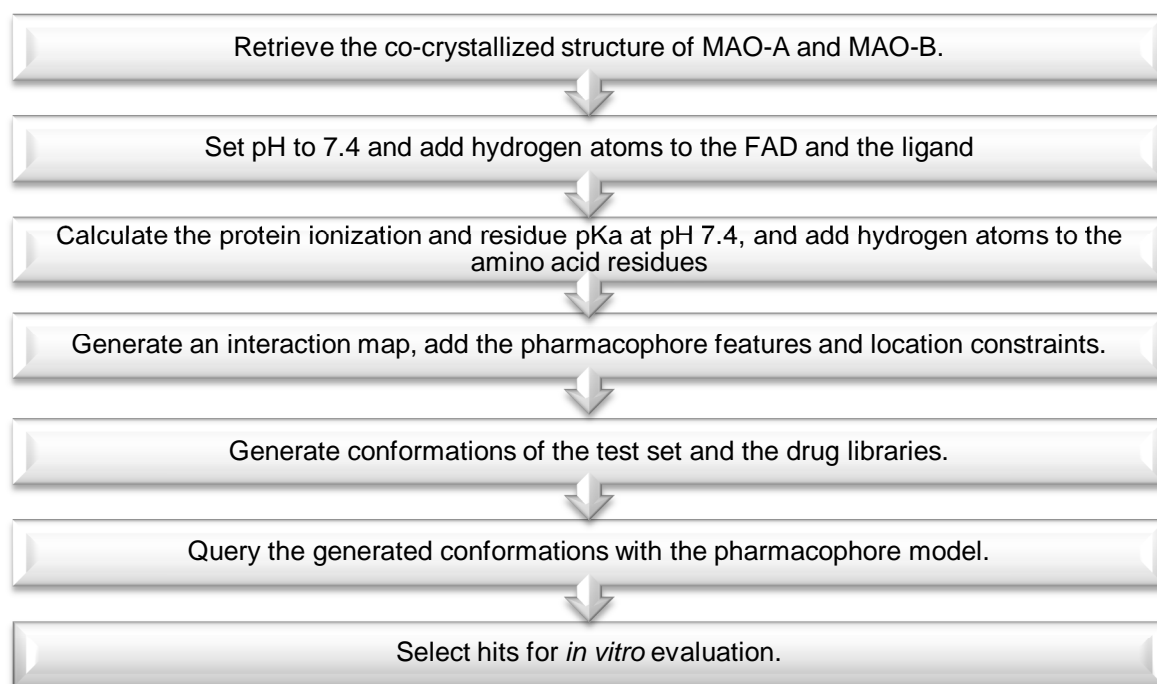 Retrieve the co-crystallized structure of MAO-A and MAO-B.
Set pH to 7.4 and add hydrogen atoms to the FAD and the ligand
Calculate the protein ionization and residue pKa at pH 7.4, and add hydrogen atoms to the
amino acid residues
Generate an interaction map, add the pharmacophore features and location constraints.
Generate conformations of the test set and the drug libraries.
Query the generated conformations with the pharmacophore model.
Select hits for in vitro evaluation.